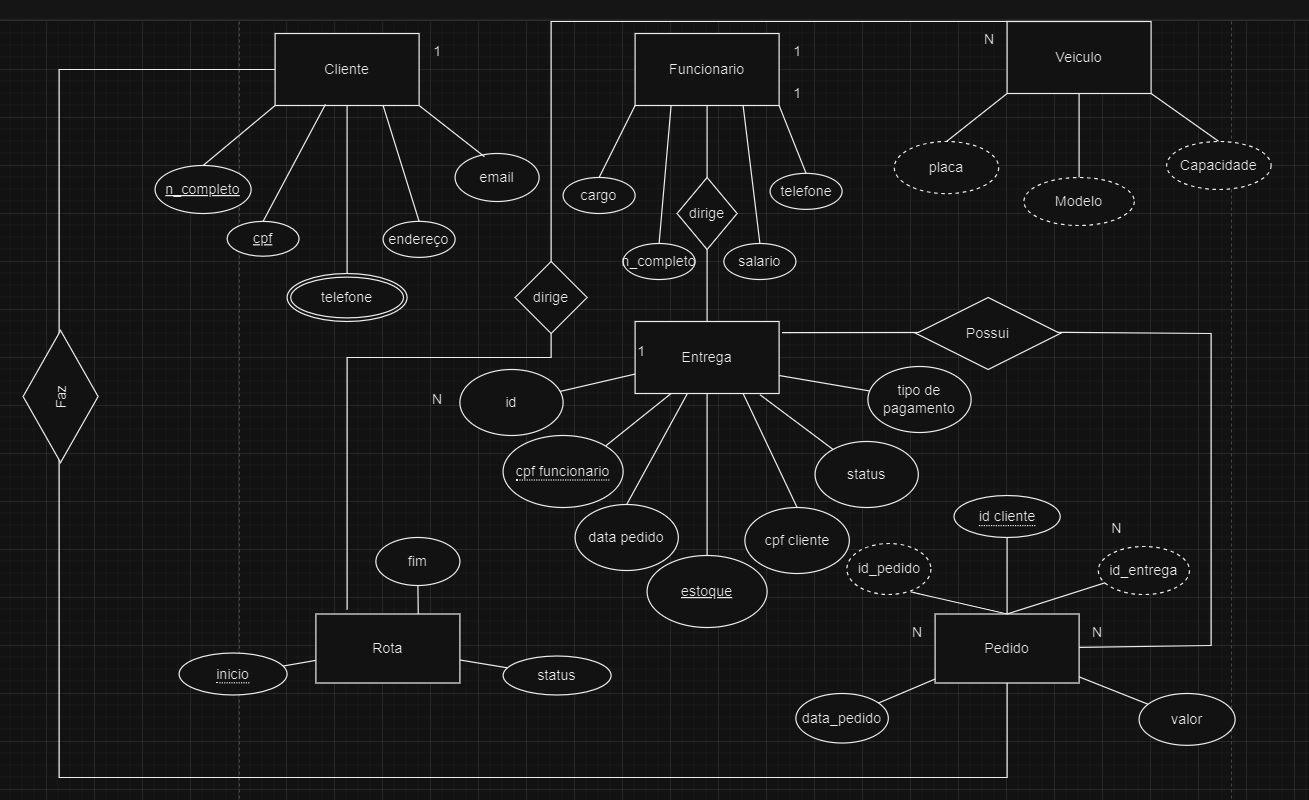 Cliente
1
Funcionario
1
1
N
Veiculo
n_completo
cpf
telefone
endereço
email
cargo
n_completo
dirige
salario
telefone
placa
Modelo
Capacidade
dirige
Faz
1
Entrega
Possui
N
id
cpf funcionario
data pedido
estoque
cpf cliente
status
tipo de
pagamento
fim
Rota
inicio
status
id cliente
N
id_pedido
id_entrega
N
Pedido
N
data_pedido
valor